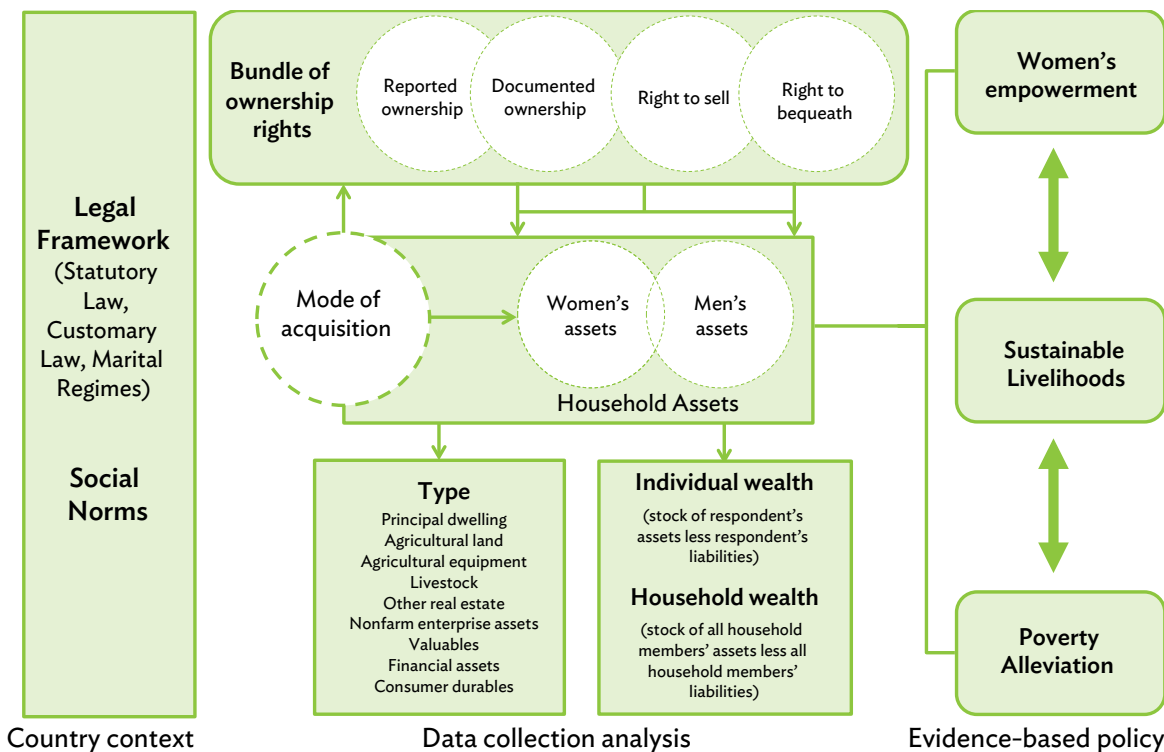 Legal
Framework
(Statutory
Law,
Customary
Law, Marital
Regimes)
Social
Norms
Country context
Bundle of
ownership
rights
Reported
ownership
Documented
ownership
Right to sell
Right to
bequeath
Mode of
acquisition
Women's
assets
Men's
assets
Household Assets
Type
Principal dwelling
Agricultural land
Agricultural equipment
Livestock
Other real estate
Nonfarm enterprise assets
Valuables
Financial assets
Consumer durables
Individual wealth
(stock of respondent's
assets less respondent's
liabilities)
Household wealth
(stock of all household
members' assets less all
household members'
liabilities)
Data collection analysis
Women's
empowerment
Sustainable
Livelihoods
Poverty
Alleviation
Evidence-based policy